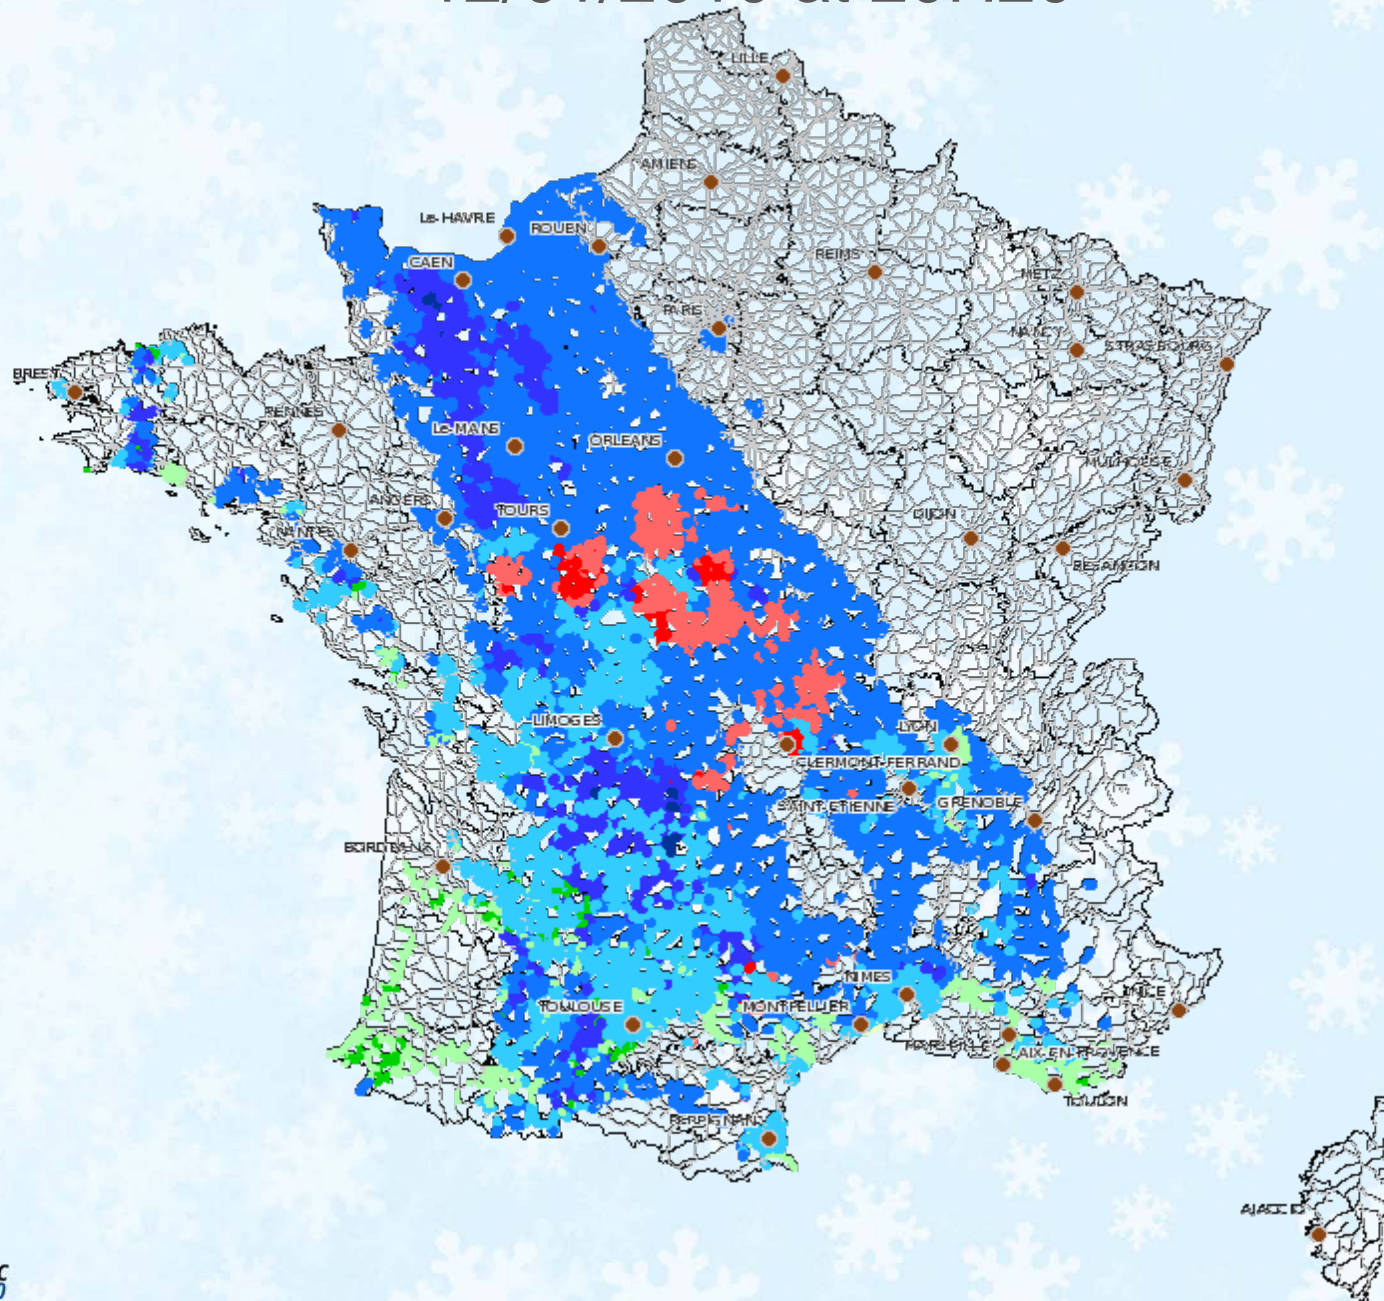 LILLE
AMIENS
Le-HAVRE
ROUEN
CAEN
REIMS
METZ
PARIS
NANCY
STRASBOURG
BREST
RENNES
Le-MANS
ORLEANS
MULHOUSE
ANGERS
TOURS
DIJON
NANTES
BESANCON
LIMOGES
LYON
CLERMONT-FERRAND
SAINT-ETIENNE
GRENOBLE
BORDEAUX
NIMES
NICE
TOULOUSE
MONTPELLIER
MARSEILLE
AIX-EN-PROVENCE
TOULON
PERPIGNAN
AJACCIO